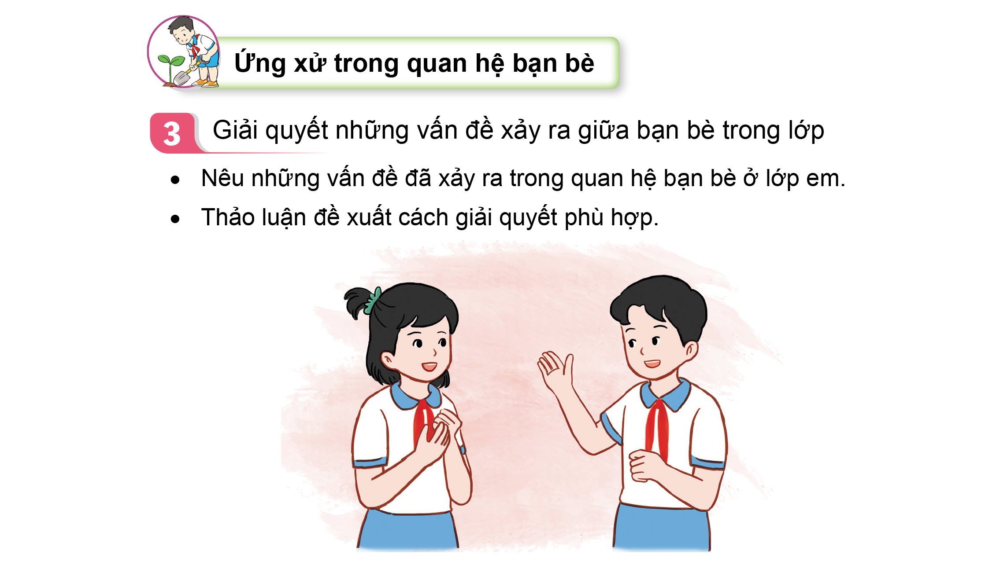 Ứng xử trong quan hệ bạn bè
3 Giải quyết những vấn đề xảy ra giữa bạn bè trong lớp
• Nêu những vấn đề đã xảy ra trong quan hệ bạn bè ở lớp em.
• Thảo luận đề xuất cách giải quyết phù hợp.